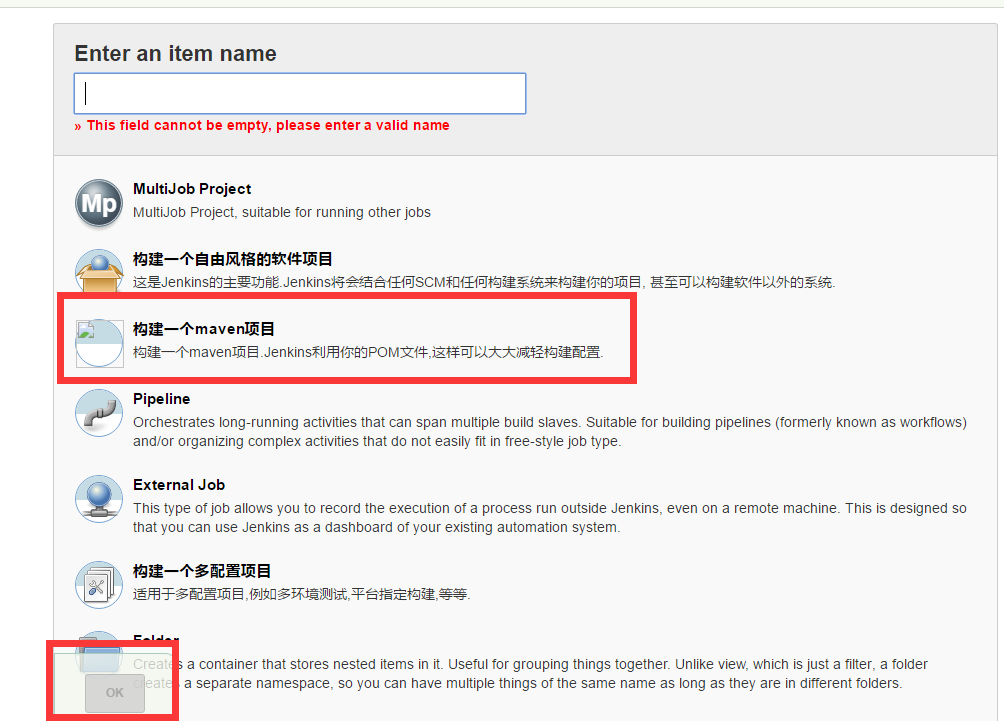 Enter an item name
» This field cannot be empty, please enter a valid name
Mp
MultiJob Project
MultiJob Project, suitable for running other jobs
构建一个自由风格的软件项目
这是Jenkins的主要功能.Jenkins将会结合任何SCM和任何构建系统来构建你的项目, 甚至可以构建软件以外的系统.
构建一个maven项目
构建一个maven项目.Jenkins利用你的POM文件,这样可以大大减轻构建配置.
Pipeline
Orchestrates long-running activities that can span multiple build slaves. Suitable for building pipelines (formerly known as workflows)
and/or organizing complex activities that do not easily fit in free-style job type.
External Job
This type of job allows you to record the execution of a process run outside Jenkins, even on a remote machine. This is designed so
that you can use Jenkins as a dashboard of your existing automation system.
构建一个多配置项目
适用于多配置项目,例如多环境测试,平台指定构建,等等.
Folder
Creates a container that stores nested items in it. Useful for grouping things together. Unlike view, which is just a filter, a folder
creates a separate namespace, so you can have multiple things of the same name as long as they are in different folders.
OK